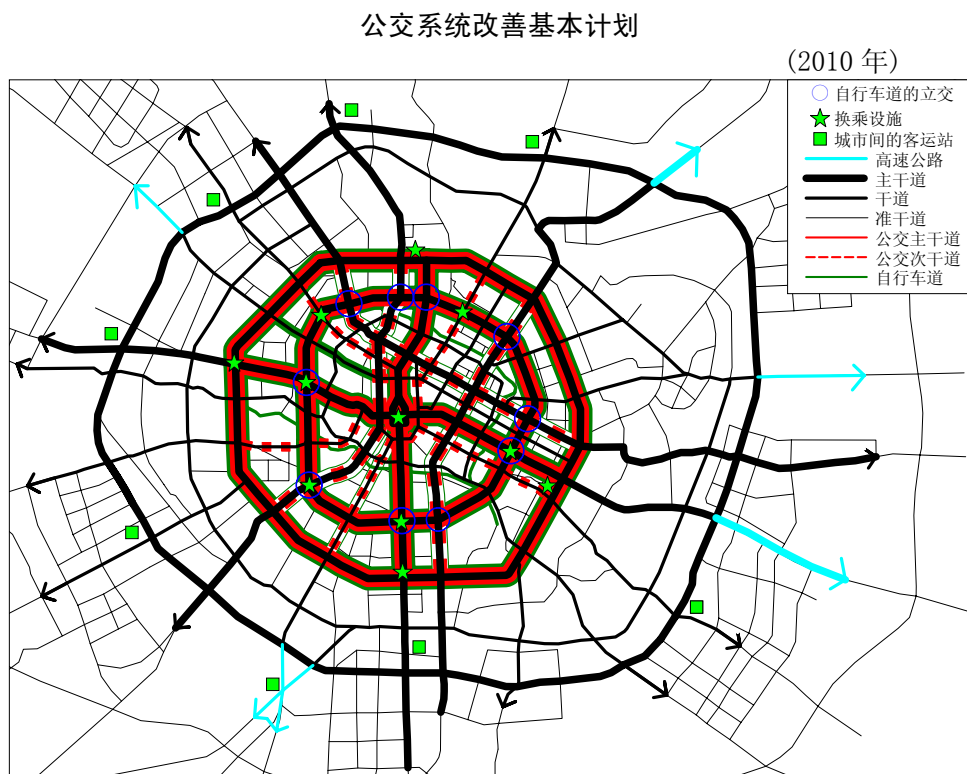 公交系统改善基本计划
(2010 年)
自行车道的立交
换乘设施
城市间的客运站
高速公路
主干道
干道
准干道
公交主干道
公交次干道
自行车道